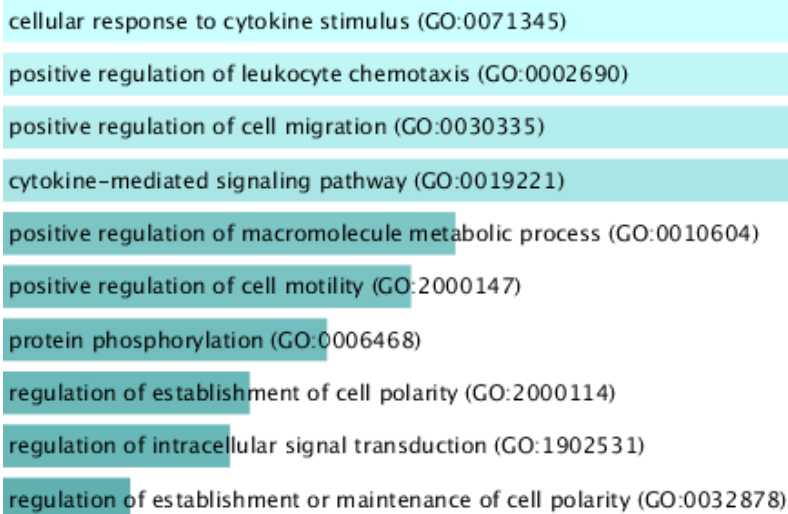 cellular response to cytokine stimulus (GO:0071345)
positive regulation of leukocyte chemotaxis (GO:0002690)
positive regulation of cell migration (GO:0030335)
cytokine-mediated signaling pathway (GO:0019221)
positive regulation of macromolecule metabolic process (GO:0010604)
positive regulation of cell motility (GO:2000147)
protein phosphorylation (GO:0006468)
regulation of establishment of cell polarity (GO:2000114)
regulation of intracellular signal transduction (GO:1902531)
regulation of establishment or maintenance of cell polarity (GO:0032878)